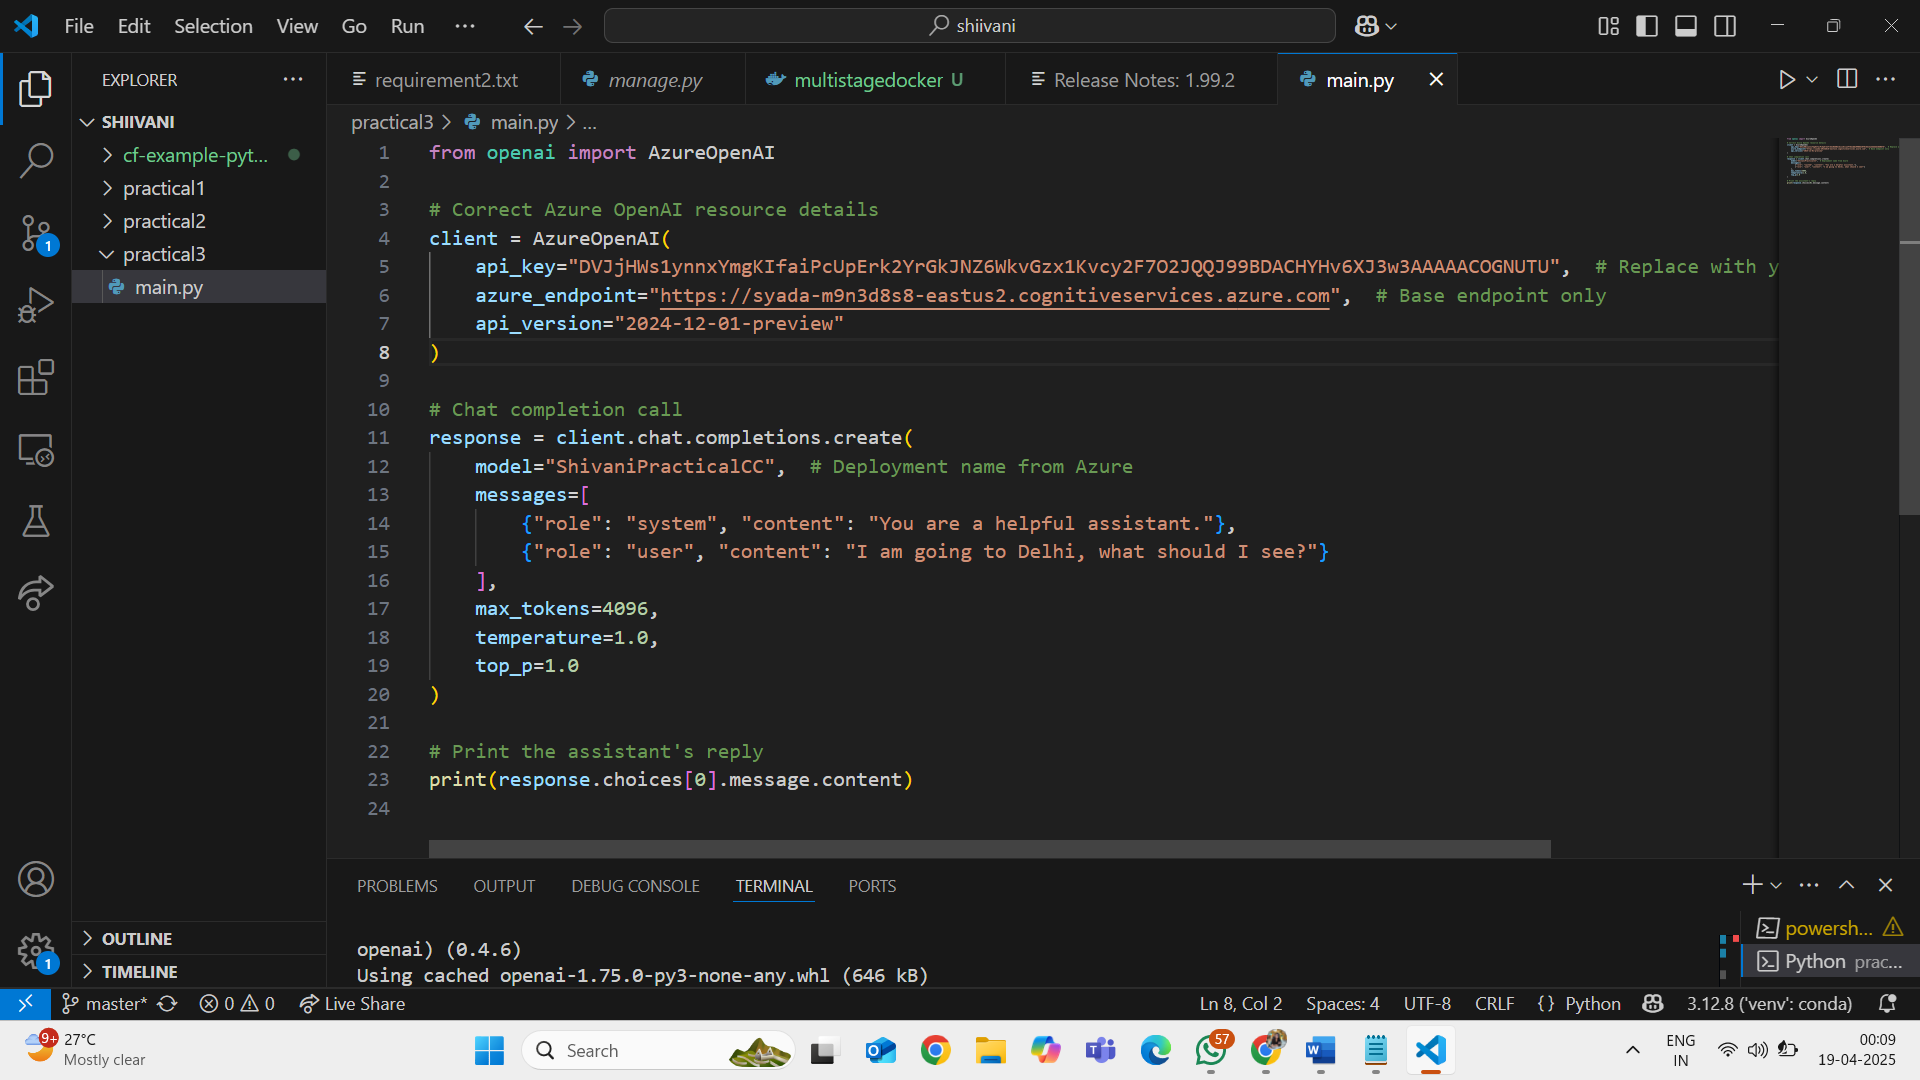 File Edit Selection View Go Run ···
shiivani
EXPLORER
SHIIVANI
cf-example-pyt...
practical1
practical2
practical3
main.py
OUTLINE
TIMELINE
requirement2.txt
manage.py
multistagedocker U
Release Notes: 1.99.2
main.py
practical3 > main.py > ...
1 from openai import AzureOpenAI
2
3 # Correct Azure OpenAI resource details
4 client = AzureOpenAI(
5 api_key="DVJjHWs1ynnxYmgKIfaiPcUpErk2YrGkJNZ6WkvGzx1Kvcy2F7O2JQQJ99BDACHYHv6XJ3w3AAAAACOGNUTU", # Replace with y
6 azure_endpoint="https://syada-m9n3d8s8-eastus2.cognitiveservices.azure.com", # Base endpoint only
7 api_version="2024-12-01-preview"
8 )
9
10 # Chat completion call
11 response = client.chat.completions.create(
12 model="ShivaniPracticalCC", # Deployment name from Azure
13 messages=[
14 {"role": "system", "content": "You are a helpful assistant."},
15 {"role": "user", "content": "I am going to Delhi, what should I see?"}
16 ],
17 max_tokens=4096,
18 temperature=1.0,
19 top_p=1.0
20 )
21
22 # Print the assistant's reply
23 print(response.choices[0].message.content)
24
PROBLEMS OUTPUT DEBUG CONSOLE TERMINAL PORTS
openai) (0.4.6)
Using cached openai-1.75.0-py3-none-any.whl (646 kB)
powersh...
Python prac...
1
1
master* 0 0 Live Share
Ln 8, Col 2 Spaces: 4 UTF-8 CRLF {} Python 3.12.8 ('venv': conda)
9+
27°C
Mostly clear
Search
57
ENG
IN
00:09
19-04-2025